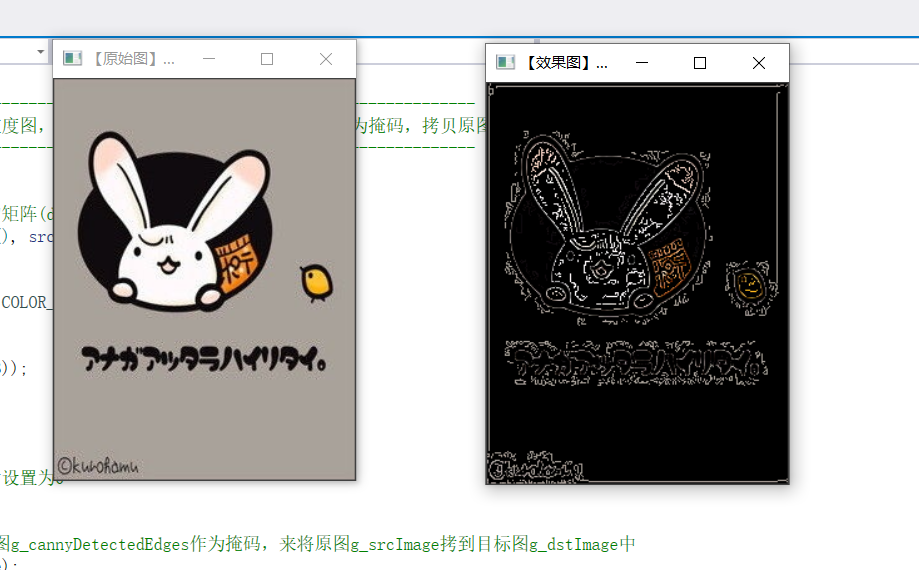 【原始图】...
【效果图】...
度图,
为掩码, 拷贝原图
矩阵(d
), src
COLOR_
アナガアッタラハイリタイ。
));
©kurohamu
设置为
图g_cannyDetectedEdges作为掩码, 来将原图g_srcImage拷到目标图g_dstImage中
);